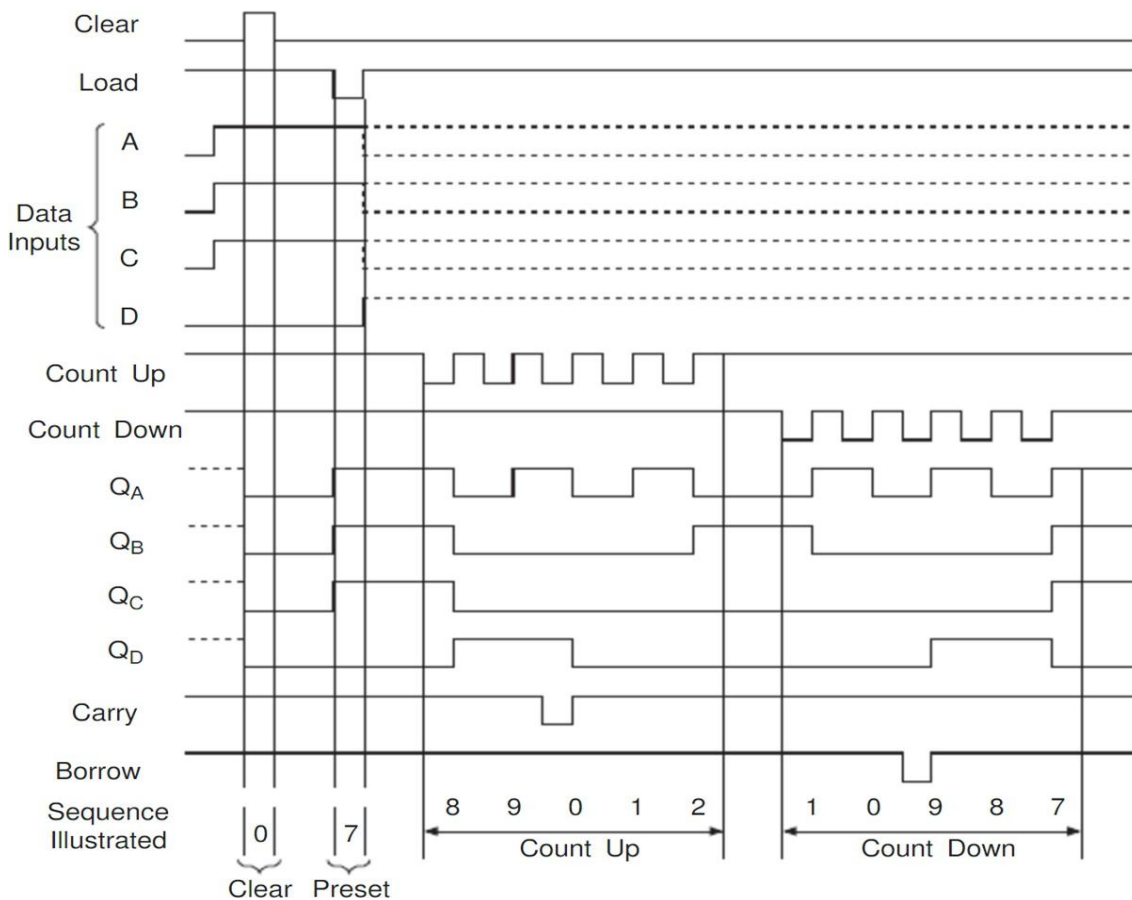 Clear
Load
A
B
Data
Inputs
C
D
Count Up
Count Down
QA
QB
QC
QD
Carry
Borrow
Sequence
Illustrated
0
7
8 9 0 1 2
1 0 9 8 7
Count Up
Count Down
Clear
Preset